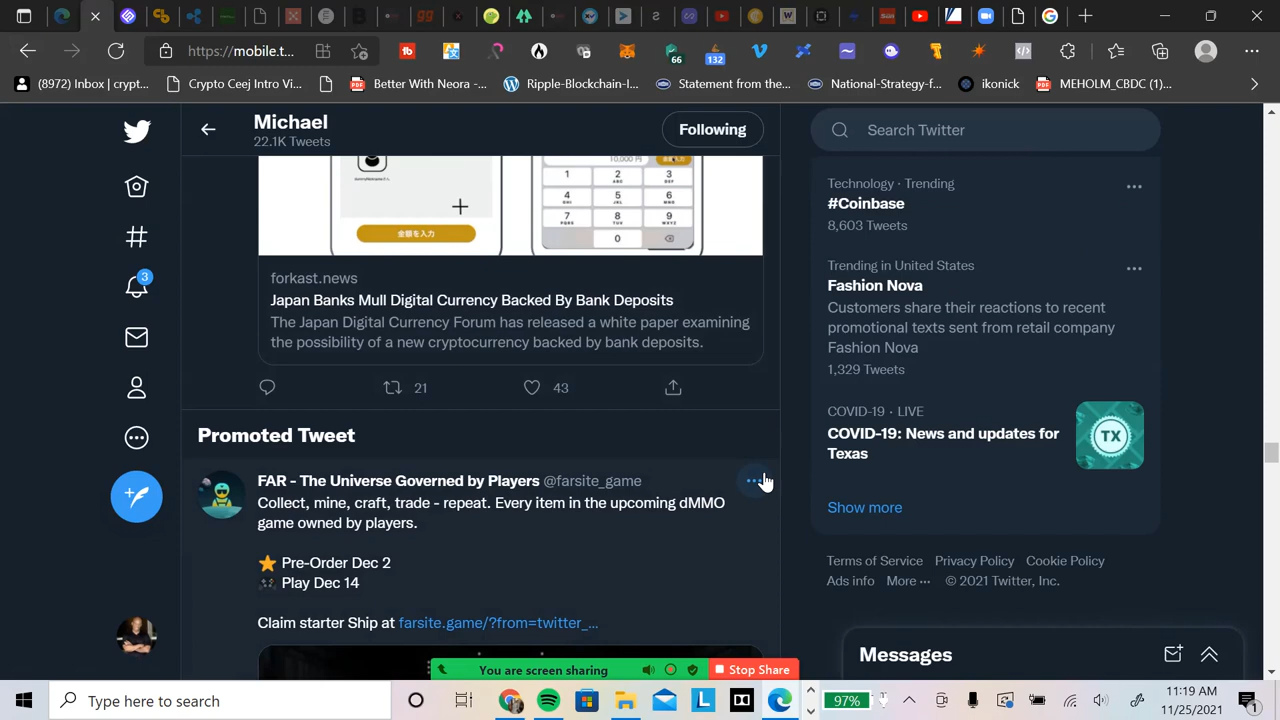 gg
W
https://mobile.t...
66
132
(8972) Inbox | crypt...
Crypto Ceej Intro Vi...
Better With Neora -...
Ripple-Blockchain-I...
Statement from the...
National-Strategy-f...
ikonick
MEHOLM_CBDC (1)...
Michael
22.1K Tweets
Following
Search Twitter
3
10,000 円
1 2 3
4 5 6
7 8 9
0
金額を入力
forkast.news
Japan Banks Mull Digital Currency Backed By Bank Deposits
The Japan Digital Currency Forum has released a white paper examining
the possibility of a new cryptocurrency backed by bank deposits.
21
43
Promoted Tweet
FAR - The Universe Governed by Players @farsite_game
Collect, mine, craft, trade - repeat. Every item in the upcoming dMMO
game owned by players.
⭐ Pre-Order Dec 2
🎮 Play Dec 14
Claim starter Ship at farsite.game/?from=twitter_...
Technology · Trending
#Coinbase
8,603 Tweets
Trending in United States
Fashion Nova
Customers share their reactions to recent
promotional texts sent from retail company
Fashion Nova
1,329 Tweets
COVID-19 · LIVE
COVID-19: News and updates for
Texas
TX
Show more
Terms of Service Privacy Policy Cookie Policy
Ads info More ··· © 2021 Twitter, Inc.
Messages
You are screen sharing
Stop Share
Type here to search
L
97%
11:19 AM
11/25/2021
1